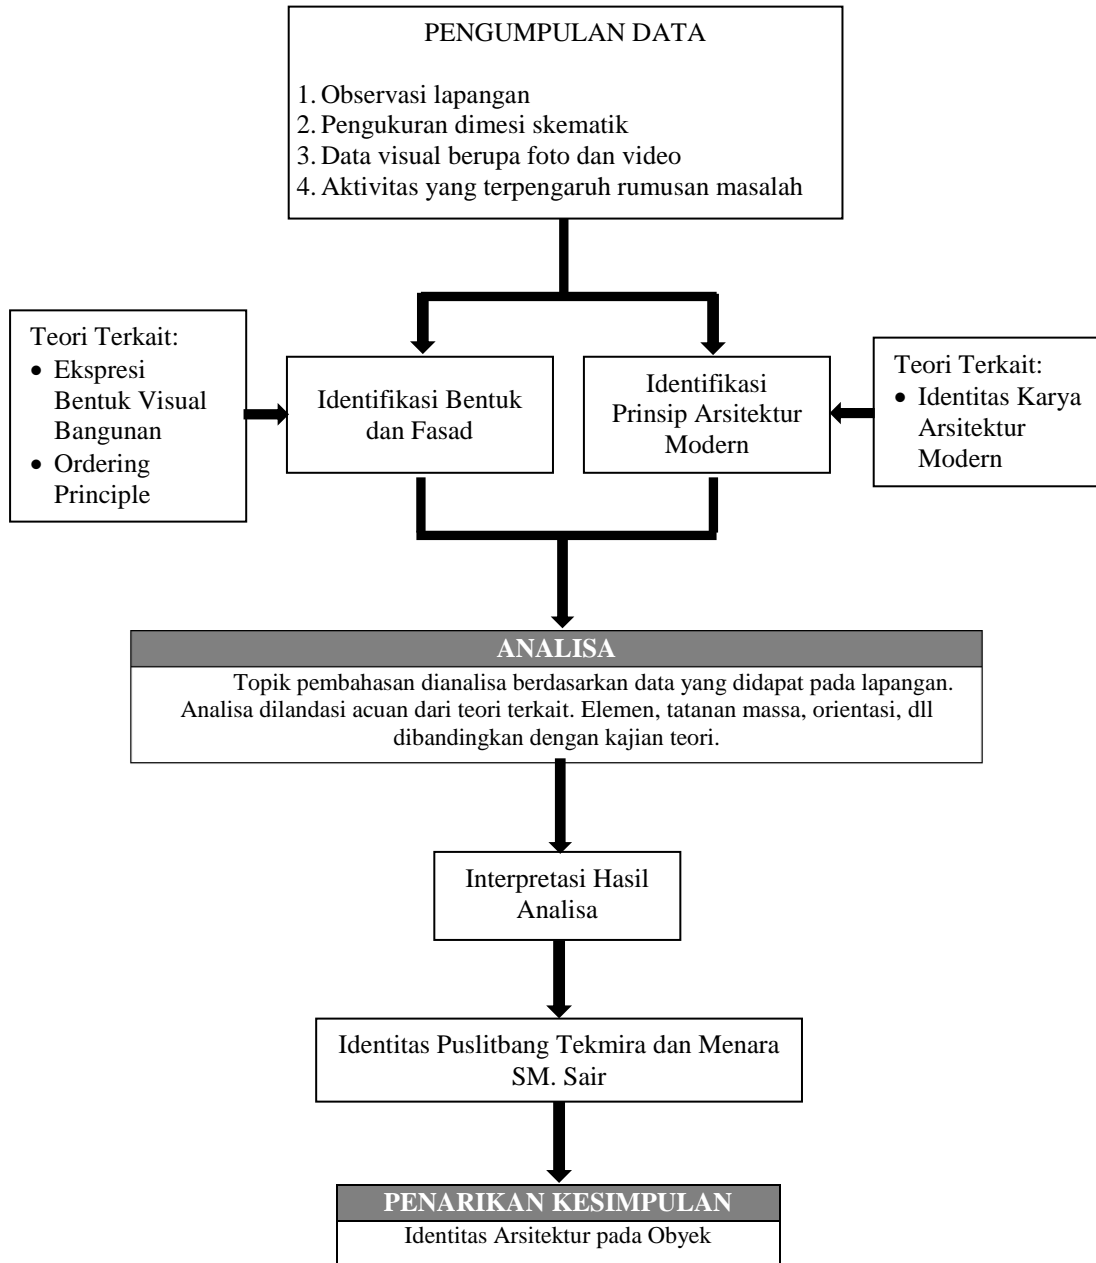 PENGUMPULAN DATA
1. Observasi lapangan
2. Pengukuran dimesi skematik
3. Data visual berupa foto dan video
4. Aktivitas yang terpengaruh rumusan masalah
Teori Terkait:
• Ekspresi
Bentuk Visual
Bangunan
• Ordering
Principle
Identifikasi Bentuk
dan Fasad
Identifikasi
Prinsip Arsitektur
Modern
Teori Terkait:
• Identitas Karya
Arsitektur
Modern
ANALISA
Topik pembahasan dianalisa berdasarkan data yang didapat pada lapangan.
Analisa dilandasi acuan dari teori terkait. Elemen, tatanan massa, orientasi, dll
dibandingkan dengan kajian teori.
Interpretasi Hasil
Analisa
Identitas Puslitbang Tekmira dan Menara
SM. Sair
PENARIKAN KESIMPULAN
Identitas Arsitektur pada Obyek